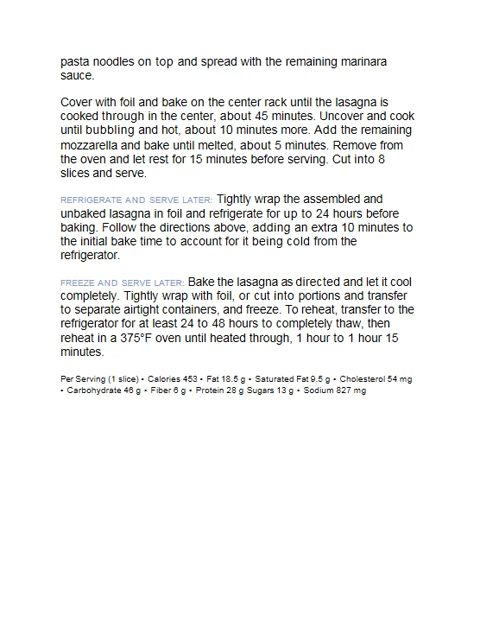 pasta noodles on top and spread with the remaining marinara
sauce.
Cover with foil and bake on the center rack until the lasagna is
cooked through in the center, about 45 minutes. Uncover and cook
until bubbling and hot, about 10 minutes more. Add the remaining
mozzarella and bake until melted, about 5 minutes. Remove from
the oven and let rest for 15 minutes before serving. Cut into 8
slices and serve.
REFRIGERATE AND SERVE LATER: Tightly wrap the assembled and
unbaked lasagna in foil and refrigerate for up to 24 hours before
baking. Follow the directions above, adding an extra 10 minutes to
the initial bake time to account for it being cold from the
refrigerator.
FREEZE AND SERVE LATER: Bake the lasagna as directed and let it cool
completely. Tightly wrap with foil, or cut into portions and transfer
to separate airtight containers, and freeze. To reheat, transfer to the
refrigerator for at least 24 to 48 hours to completely thaw, then
reheat in a 375°F oven until heated through, 1 hour to 1 hour 15
minutes.
Per Serving (1 slice) • Calories 453 • Fat 18.5 g • Saturated Fat 9.5 g • Cholesterol 54 mg
• Carbohydrate 46 g • Fiber 6 g • Protein 28 g Sugars 13 g • Sodium 827 mg